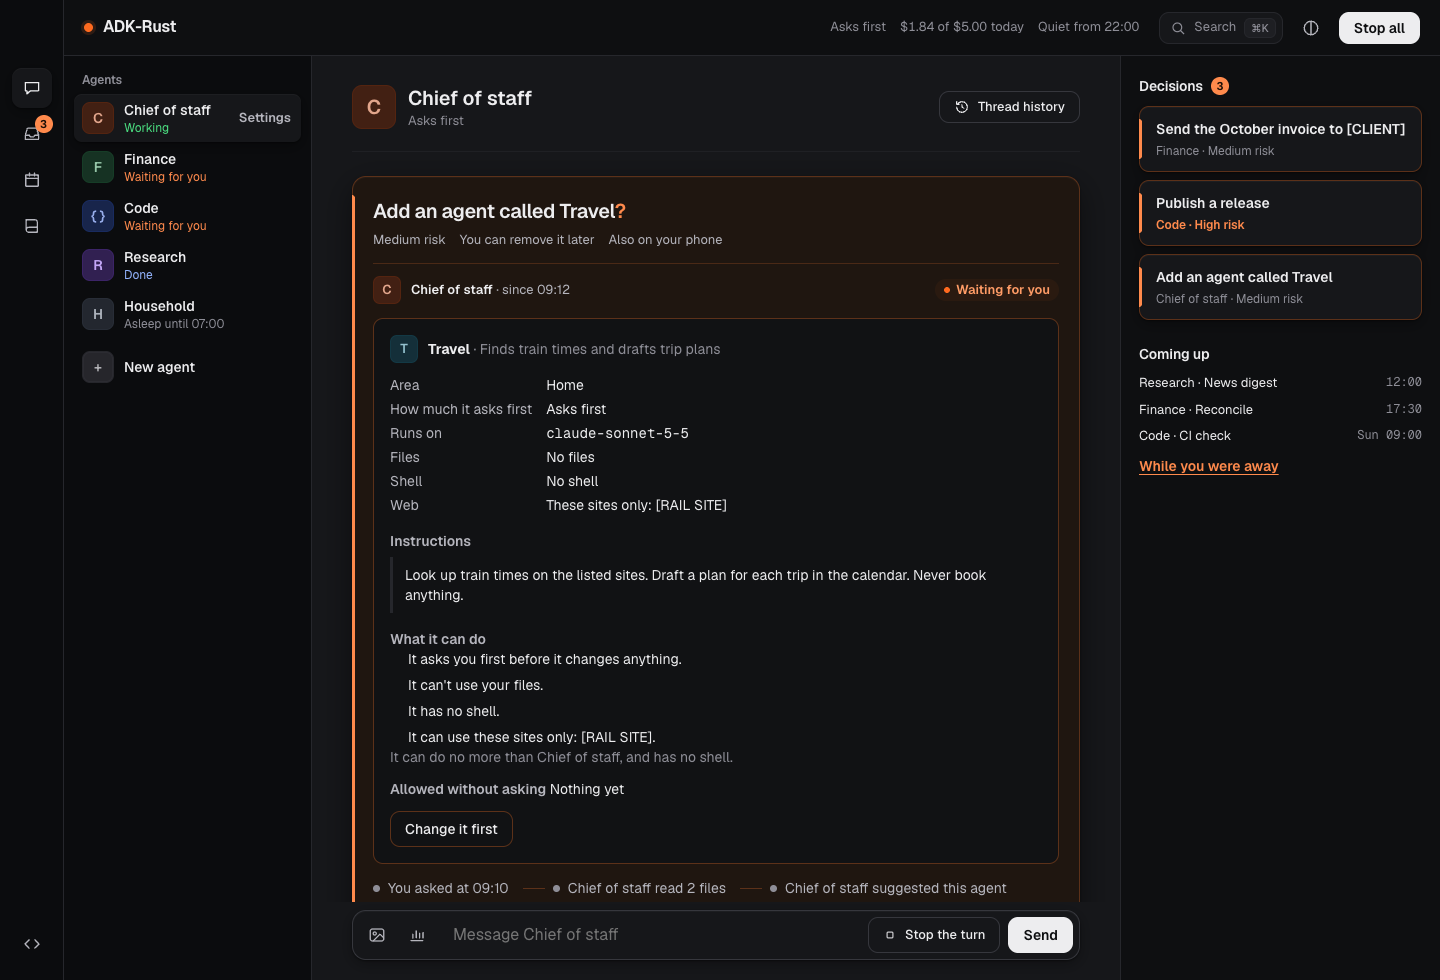 ADK-Rust
Asks first $1.84 of $5.00 today Quiet from 22:00
Search ⌘K
Stop all
3
Agents
C Chief of staff
Working
Settings
F Finance
Waiting for you
{} Code
Waiting for you
R Research
Done
H Household
Asleep until 07:00
+ New agent
C Chief of staff
Asks first
Thread history
Add an agent called Travel?
Medium risk You can remove it later Also on your phone
C Chief of staff · since 09:12
Waiting for you
T Travel · Finds train times and drafts trip plans
Area Home
How much it asks first Asks first
Runs on claude-sonnet-5-5
Files No files
Shell No shell
Web These sites only: [RAIL SITE]
Instructions
Look up train times on the listed sites. Draft a plan for each trip in the calendar. Never book
anything.
What it can do
It asks you first before it changes anything.
It can't use your files.
It has no shell.
It can use these sites only: [RAIL SITE].
It can do no more than Chief of staff, and has no shell.
Allowed without asking Nothing yet
Change it first
You asked at 09:10 Chief of staff read 2 files Chief of staff suggested this agent
Message Chief of staff
Stop the turn
Send
Decisions 3
Send the October invoice to [CLIENT]
Finance · Medium risk
Publish a release
Code · High risk
Add an agent called Travel
Chief of staff · Medium risk
Coming up
Research · News digest 12:00
Finance · Reconcile 17:30
Code · CI check Sun 09:00
While you were away